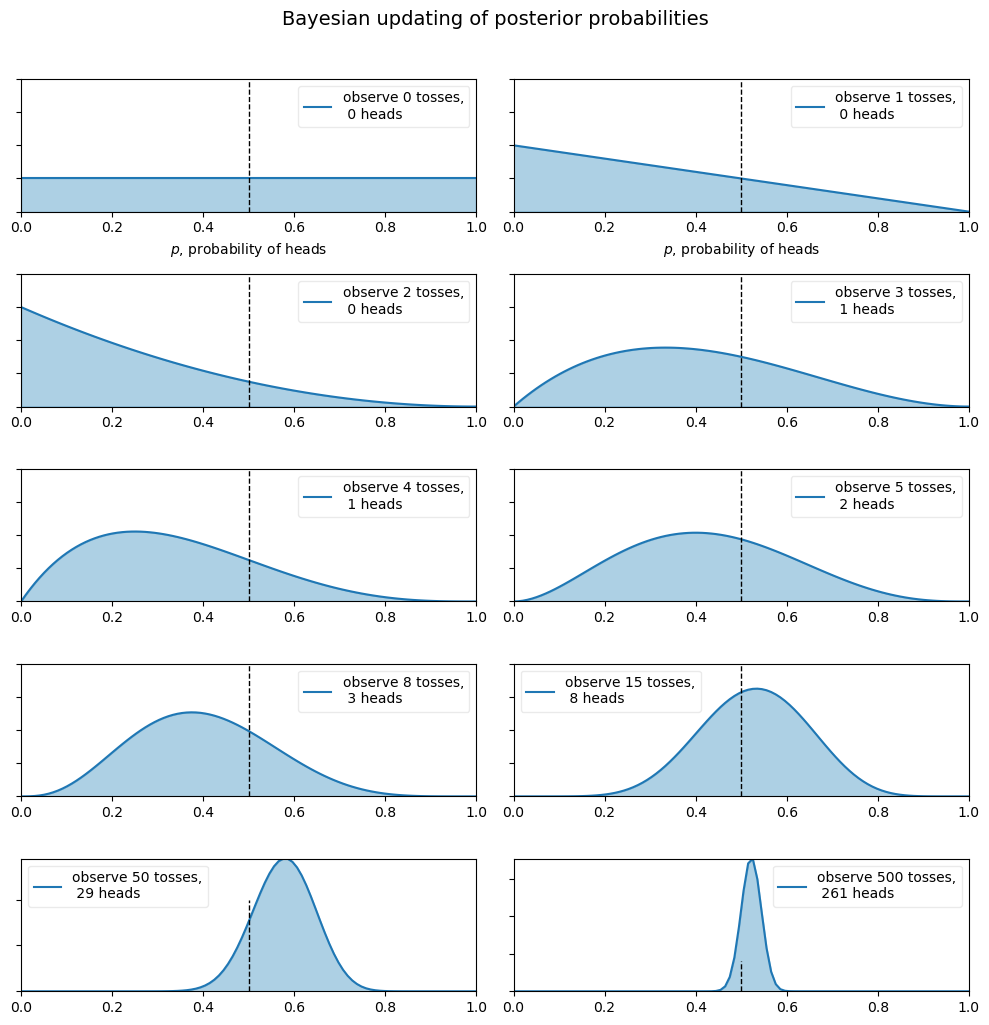 Bayesian updating of posterior probabilities
observe 0 tosses,
0 heads
0.0 0.2 0.4 0.6 0.8 1.0
p, probability of heads
observe 1 tosses,
0 heads
0.0 0.2 0.4 0.6 0.8 1.0
p, probability of heads
observe 2 tosses,
0 heads
0.0 0.2 0.4 0.6 0.8 1.0
observe 3 tosses,
1 heads
0.0 0.2 0.4 0.6 0.8 1.0
observe 4 tosses,
1 heads
0.0 0.2 0.4 0.6 0.8 1.0
observe 5 tosses,
2 heads
0.0 0.2 0.4 0.6 0.8 1.0
observe 8 tosses,
3 heads
0.0 0.2 0.4 0.6 0.8 1.0
observe 15 tosses,
8 heads
0.0 0.2 0.4 0.6 0.8 1.0
observe 50 tosses,
29 heads
0.0 0.2 0.4 0.6 0.8 1.0
observe 500 tosses,
261 heads
0.0 0.2 0.4 0.6 0.8 1.0